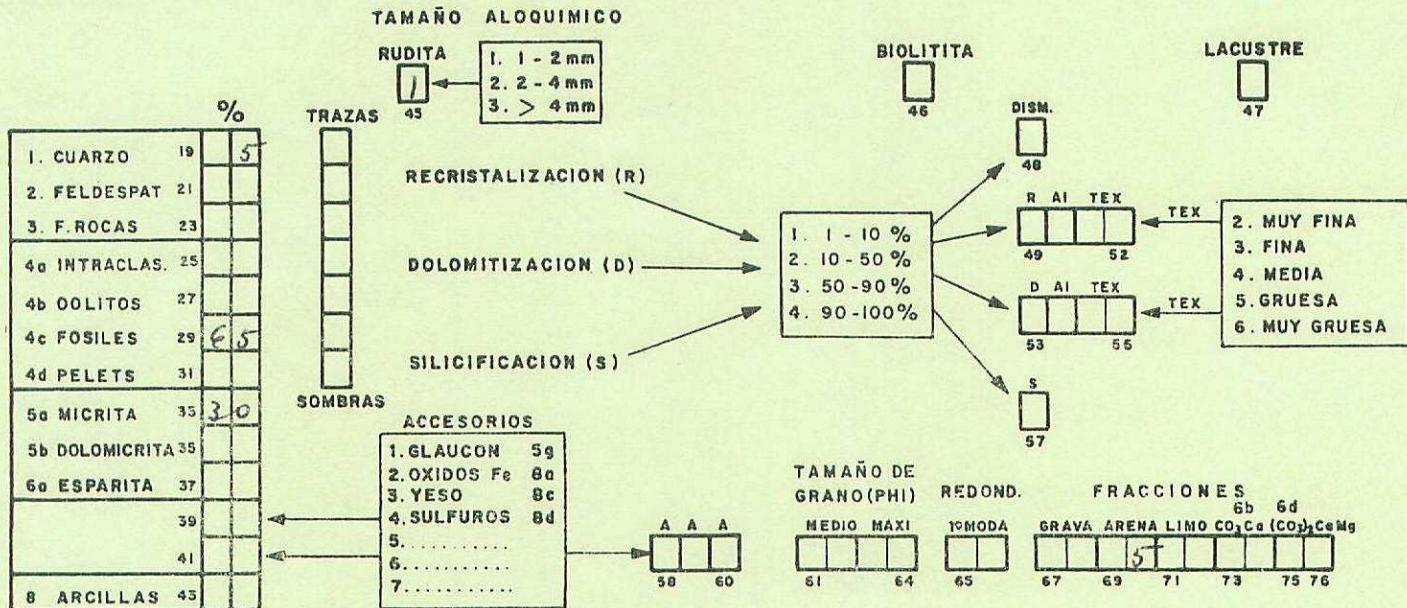 TAMAÑO ALOQUIMICO
RUDITA
1
45
1. 1 - 2 mm
2. 2 - 4 mm
3. > 4 mm
BIOLITITA
46
LACUSTRE
47
%
1. CUARZO 19 5
2. FELDESPAT 21
3. F. ROCAS 23
4a INTRACLAS. 25
4b OOLITOS 27
4c FOSILES 29 6 5
4d PELETS 31
5a MICRITA 33 3 0
5b DOLOMICRITA 35
6a ESPARITA 37
39
41
8 ARCILLAS 43
TRAZAS
SOMBRAS
RECRISTALIZACION (R)
DOLOMITIZACION (D)
SILICIFICACION (S)
1. 1 - 10 %
2. 10 - 50 %
3. 50 - 90 %
4. 90 - 100 %
DISM.
48
R AI TEX
49 52
TEX
D AI TEX
53 55
TEX
2. MUY FINA
3. FINA
4. MEDIA
5. GRUESA
6. MUY GRUESA
S
57
ACCESORIOS
1. GLAUCON 5g
2. OXIDOS Fe 8a
3. YESO 8c
4. SULFUROS 8d
5. ..........
6. ..........
7. ..........
A A A
58 60
TAMAÑO DE
GRANO (PHI)
MEDIO MAXI
61 64
REDOND.
1º MODA
65
FRACCIONES
6b 6d
GRAVA ARENA LIMO CO3Ca (CO3)2CaMg
5
67 69 71 73 75 76